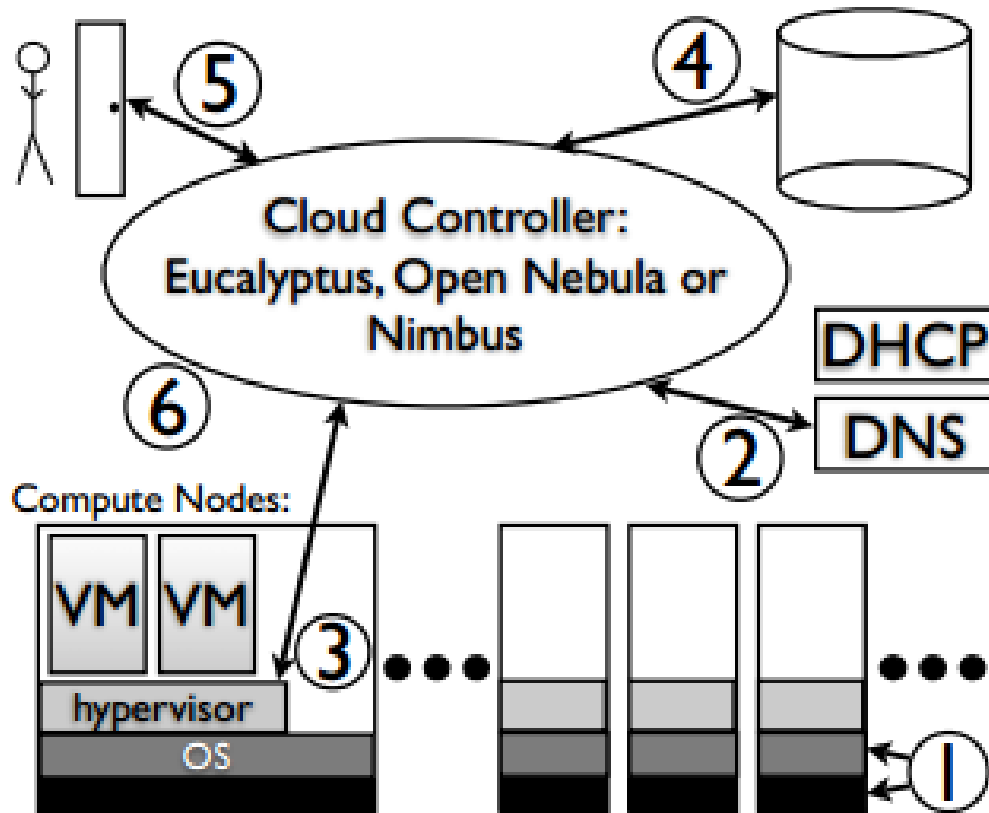 5
4
Cloud Controller:
Eucalyptus, Open Nebula or
Nimbus
DHCP
6
2
DNS
Compute Nodes:
VM VM
3
hypervisor
OS
1